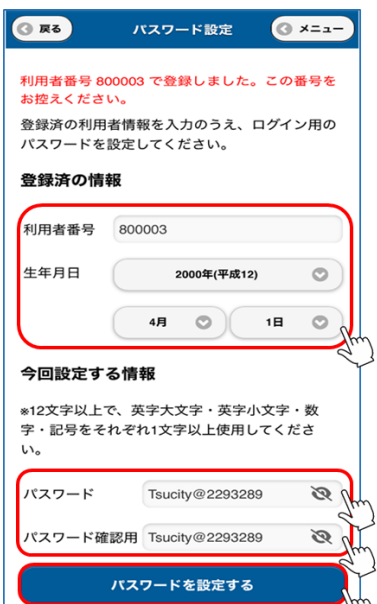 戻る パスワード設定 メニュー
利用者番号 800003 で登録しました。この番号を
お控えください。
登録済の利用者情報を入力のうえ、ログイン用の
パスワードを設定してください。
登録済の情報
利用者番号 800003
生年月日 2000年(平成12)
4月 1日
今回設定する情報
※12文字以上で、英字大文字・英字小文字・数
字・記号をそれぞれ1文字以上使用してくださ
い。
パスワード Tsucity@2293289
パスワード確認用 Tsucity@2293289
パスワードを設定する